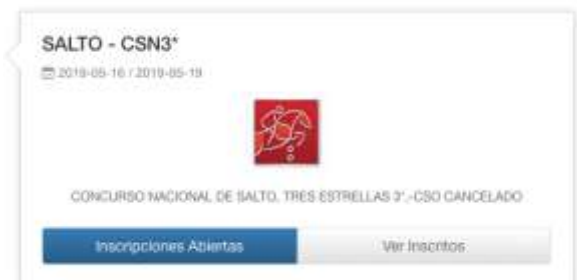 SALTO - CSN3*
2019-05-16 / 2019-05-19
CONCURSO NACIONAL DE SALTO, TRES ESTRELLAS 3*,-CSO CANCELADO
Inscripciones Abiertas
Ver Inscritos